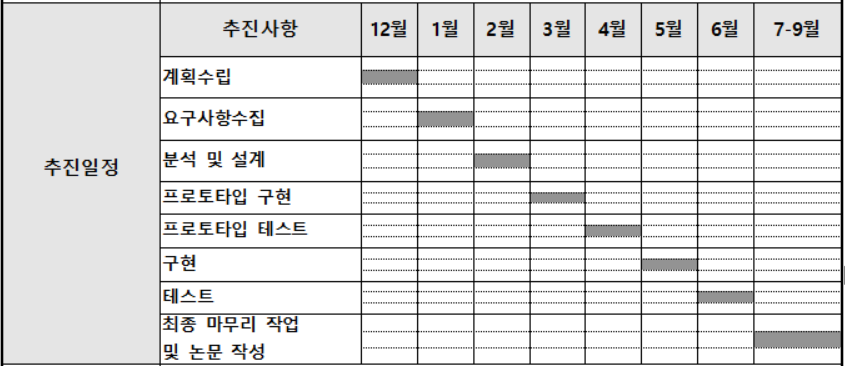 추진사항 12월 1월 2월 3월 4월 5월 6월 7-9월
추진일정
계획수립
요구사항수집
분석 및 설계
프로토타입 구현
프로토타입 테스트
구현
테스트
최종 마무리 작업
및 논문 작성